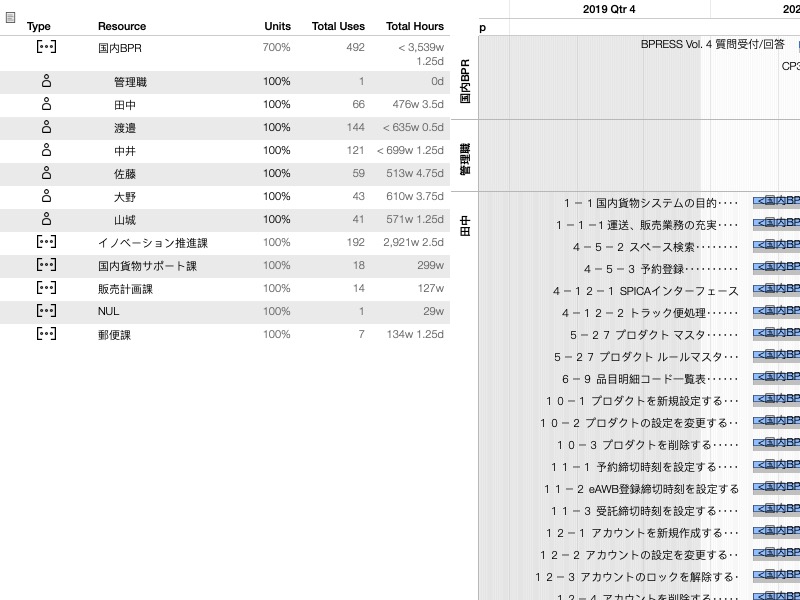 Type Resource Units Total Uses Total Hours
国内BPR 700% 492 < 3,539w
1.25d
管理職 100% 1 0d
田中 100% 66 476w 3.5d
渡邉 100% 144 < 635w 0.5d
中井 100% 121 < 699w 1.25d
佐藤 100% 59 513w 4.75d
大野 100% 43 610w 3.75d
山城 100% 41 571w 1.25d
イノベーション推進課 100% 192 2,921w 2.5d
国内貨物サポート課 100% 18 299w
販売計画課 100% 14 127w
NUL 100% 1 29w
郵便課 100% 7 134w 1.25d
2019 Qtr 4 202
p
国内BPR
BPRESS Vol. 4 質問受付/回答
CP3
管理職
田中
１－１国内貨物システムの目的････ <国内BP
１－１－1 運送、販売業務の充実････ <国内BP
４－５－２ スペース検索････････ <国内BP
４－５－３ 予約登録･･････････ <国内BP
４－１２－１ SPICAインターフェース <国内BP
４－１２－２ トラック便処理･･････ <国内BP
５－２７ プロダクト マスタ･･････ <国内BP
５－２７ プロダクト ルールマスタ･･･ <国内BP
６－９ 品目明細コード一覧表･･････ <国内BP
１０－１ プロダクトを新規設定する･･･ <国内BP
１０－２ プロダクトの設定を変更する･･ <国内BP
１０－３ プロダクトを削除する･････ <国内BP
１１－１ 予約締切時刻を設定する････ <国内BP
１１－２ eAWB登録締切時刻を設定する <国内BP
１１－３ 受託締切時刻を設定する････ <国内BP
１２－１ アカウントを新規作成する･･･ <国内BP
１２－２ アカウントの設定を変更する･･ <国内BP
１２－３ アカウントのロックを解除する･ <国内BP
１２－４ アカウントを削除する･････ <国内BP